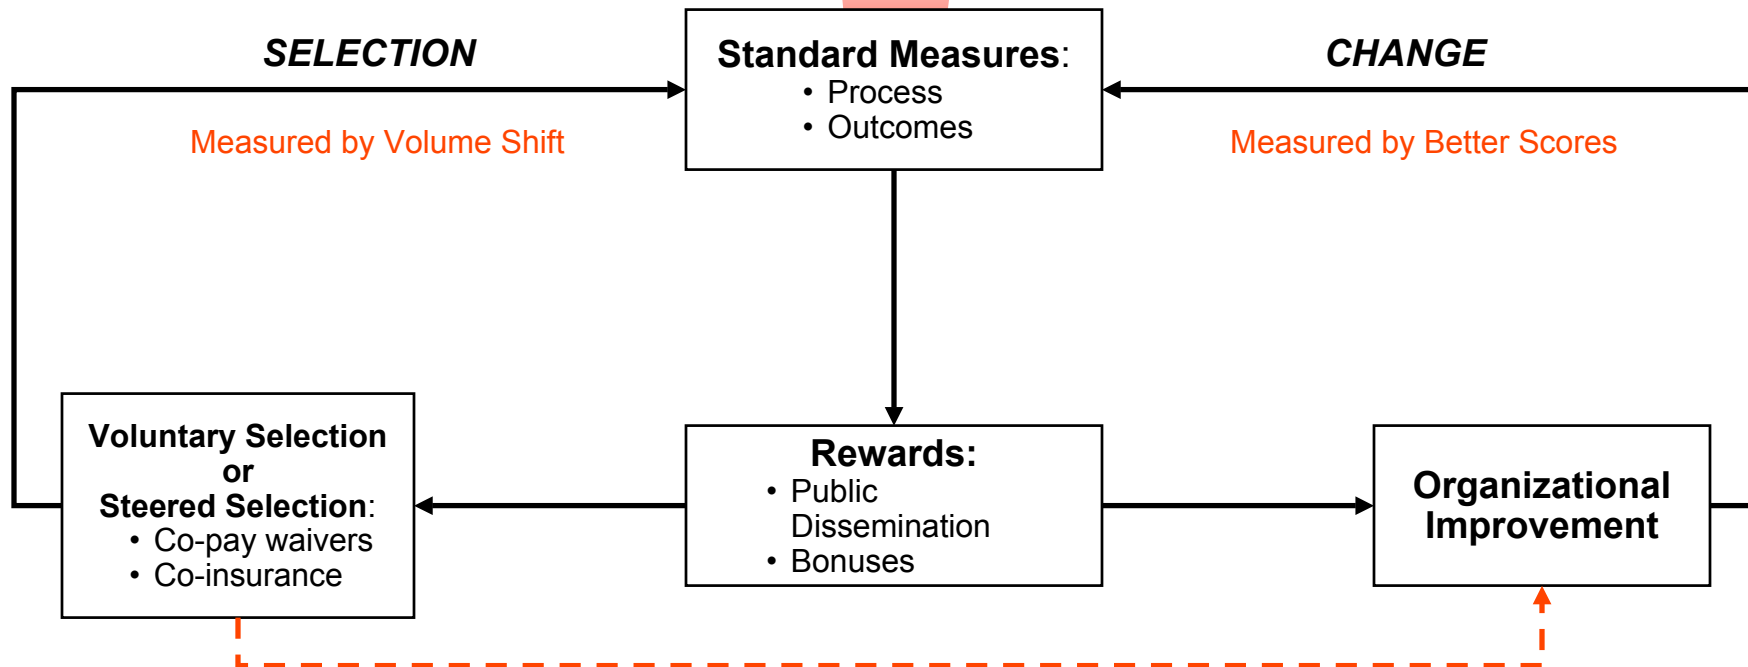 SELECTION
Standard Measures:
• Process
• Outcomes
CHANGE
Measured by Volume Shift
Measured by Better Scores
Voluntary Selection
or
Steered Selection:
• Co-pay waivers
• Co-insurance
Rewards:
• Public
Dissemination
• Bonuses
Organizational
Improvement